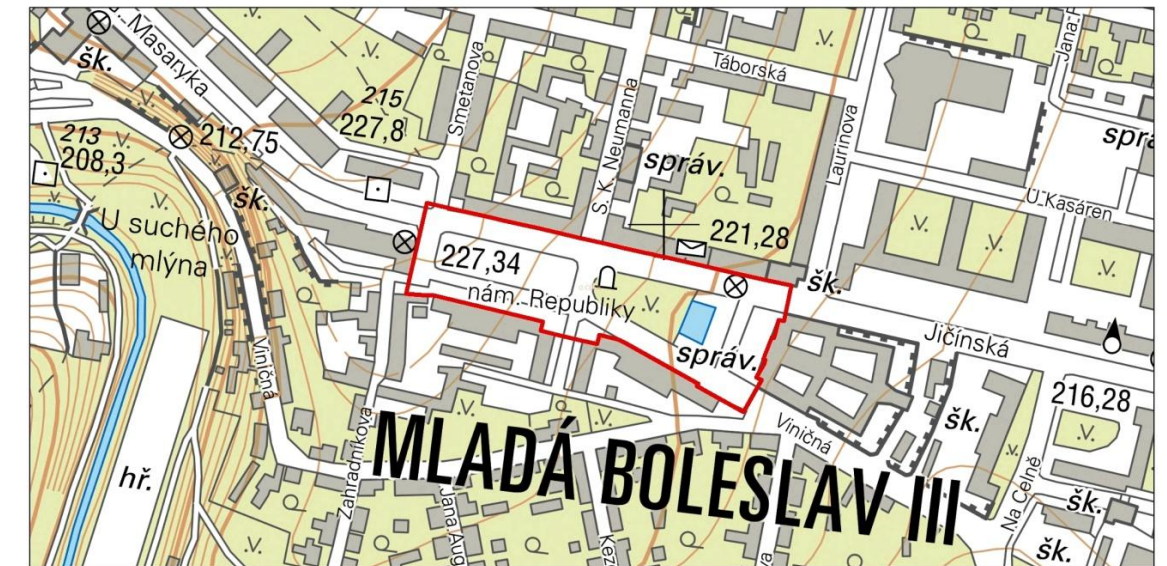 Masaryka
šk.
Smetanova
Táborská
215
227,8
213
208,3
212,75
S. K. Neumanna
Laurinova
správ.
šk.
U Kasáren
U suchého
mlýna
221,28
227,34
nám. Republiky
šk.
Jičínská
správ.
Viničná
216,28
Zahradníkova
Viničná
šk.
MLADÁ BOLESLAV III
hř.
Na Celně
šk.
šk.